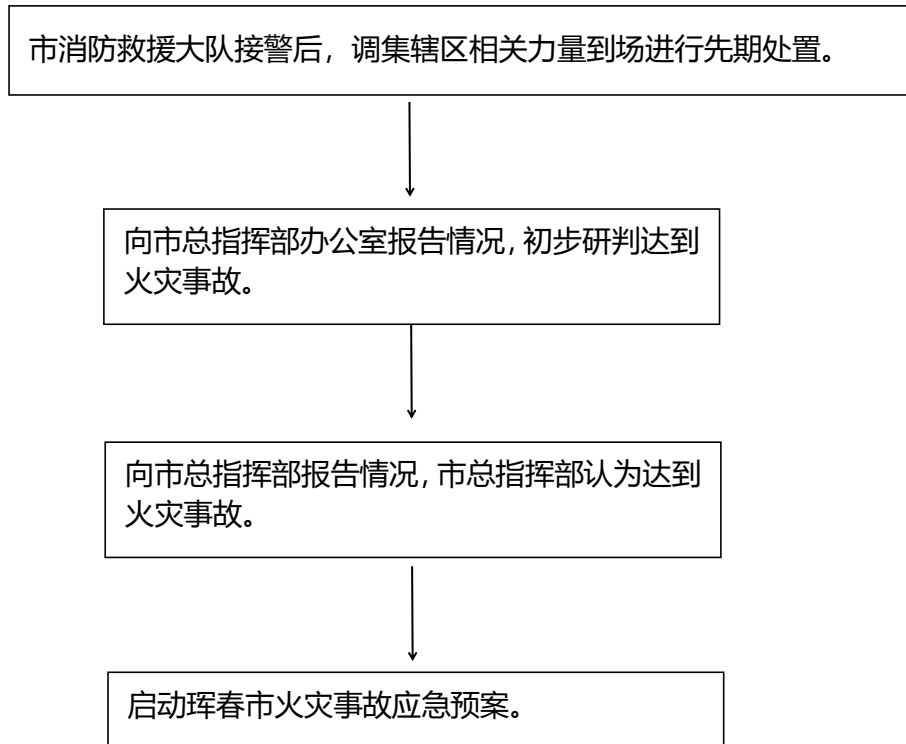 市消防救援大队接警后，调集辖区相关力量到场进行先期处置。
向市总指挥部办公室报告情况，初步研判达到
火灾事故。
向市总指挥部报告情况，市总指挥部认为达到
火灾事故。
启动珲春市火灾事故应急预案。